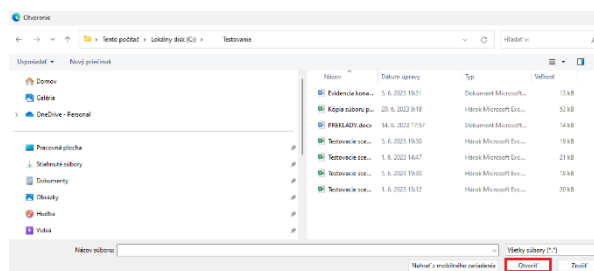 Otvorenie
Tento počítač > Lokálny disk (C:) > Testovanie
Hľadať v:
Usporiadať
Nový priečinok
Domov
Galéria
OneDrive - Personal
Pracovná plocha
Stiahnuté súbory
Dokumenty
Obrázky
Hudba
Videá
Názov
Dátum úpravy
Typ
Veľkosť
Evidencia kona... 5. 6. 2023 19:51 Dokument Microsoft... 15 kB
Kópia súboru p... 20. 6. 2023 9:18 Hárok Microsoft Exc... 53 kB
PREKLADY.docx 14. 6. 2023 17:57 Dokument Microsoft... 14 kB
Testovacie sce... 5. 6. 2023 19:50 Hárok Microsoft Exc... 19 kB
Testovacie sce... 1. 6. 2023 14:47 Hárok Microsoft Exc... 21 kB
Testovacie sce... 5. 6. 2023 19:50 Hárok Microsoft Exc... 18 kB
Testovacie sce... 1. 6. 2023 15:12 Hárok Microsoft Exc... 20 kB
Názov súboru:
Všetky súbory (*.*)
Nahrať z mobilného zariadenia
Otvoriť
Zrušiť